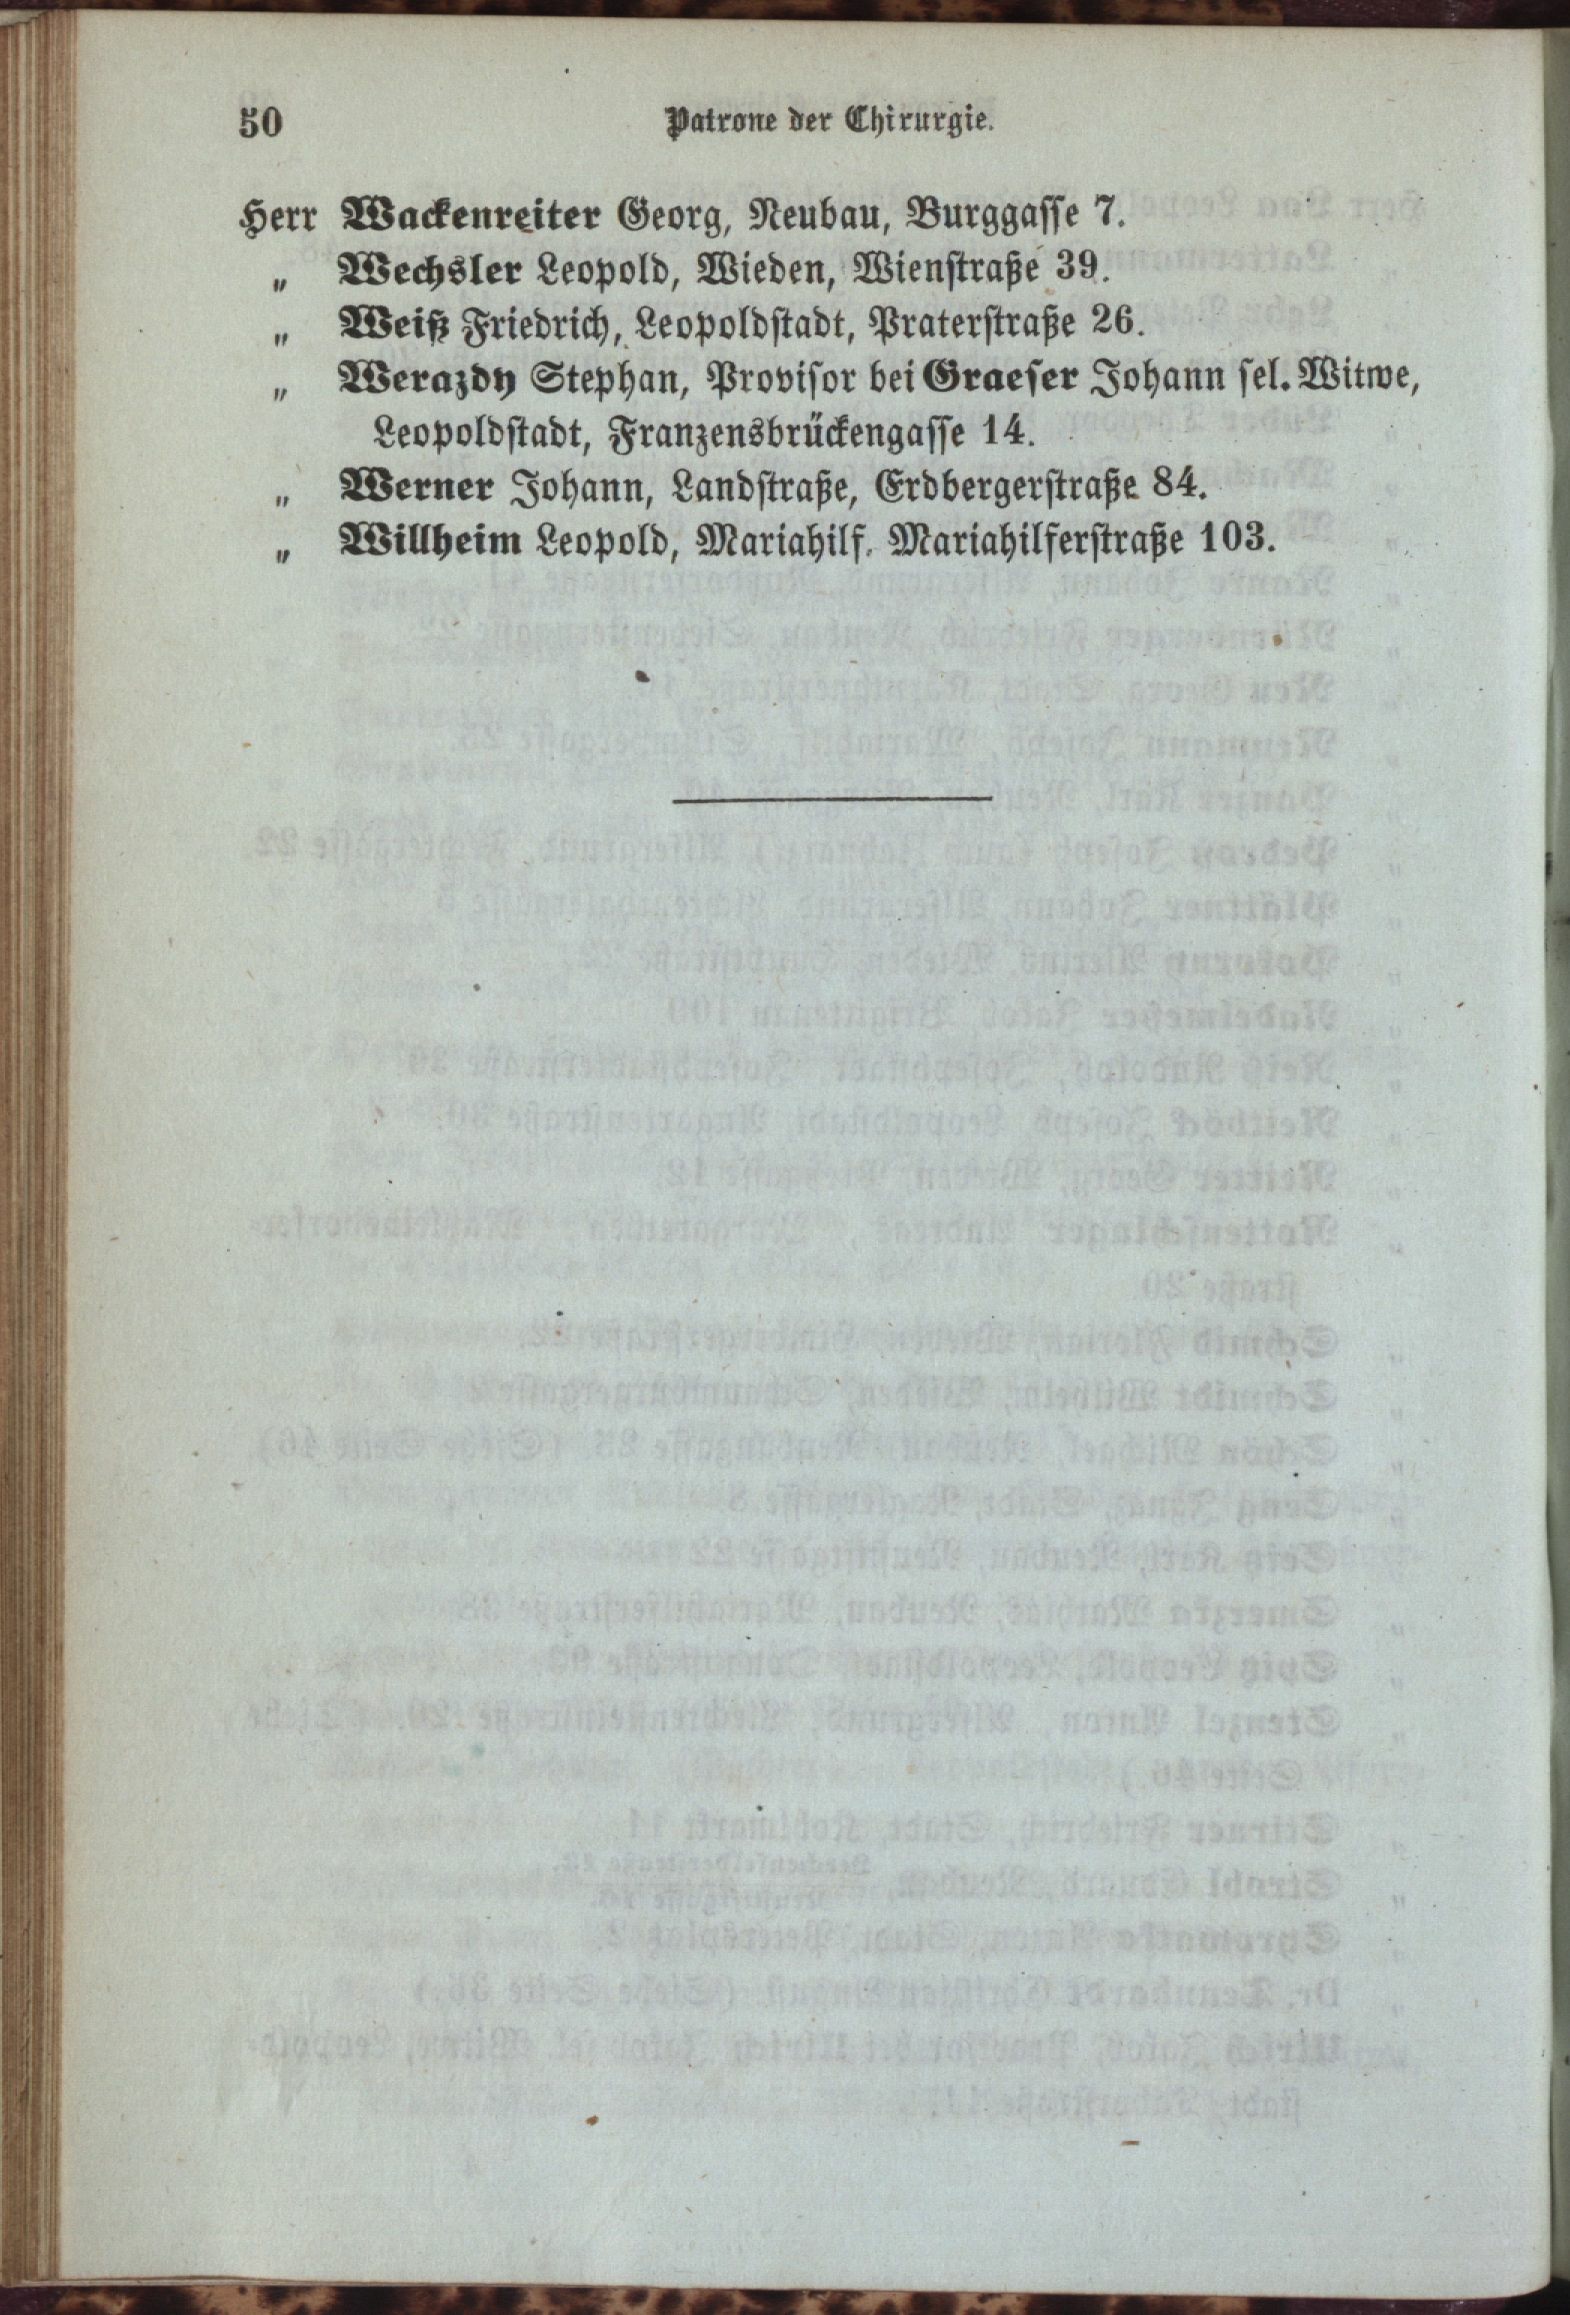 50
Patrone der Chirurgie.
Herr Wackenreiter Georg, Neubau, Burggasse 7.
„ Wechsler Leopold, Wieden, Wienstraße 39.
„ Weiß Friedrich, Leopoldstadt, Praterstraße 26.
„ Werazdy Stephan, Provisor bei Graeser Johann sel. Witwe,
Leopoldstadt, Franzensbrückengasse 14.
„ Werner Johann, Landstraße, Erdbergerstraße 84.
„ Willheim Leopold, Mariahilf, Mariahilferstraße 103.